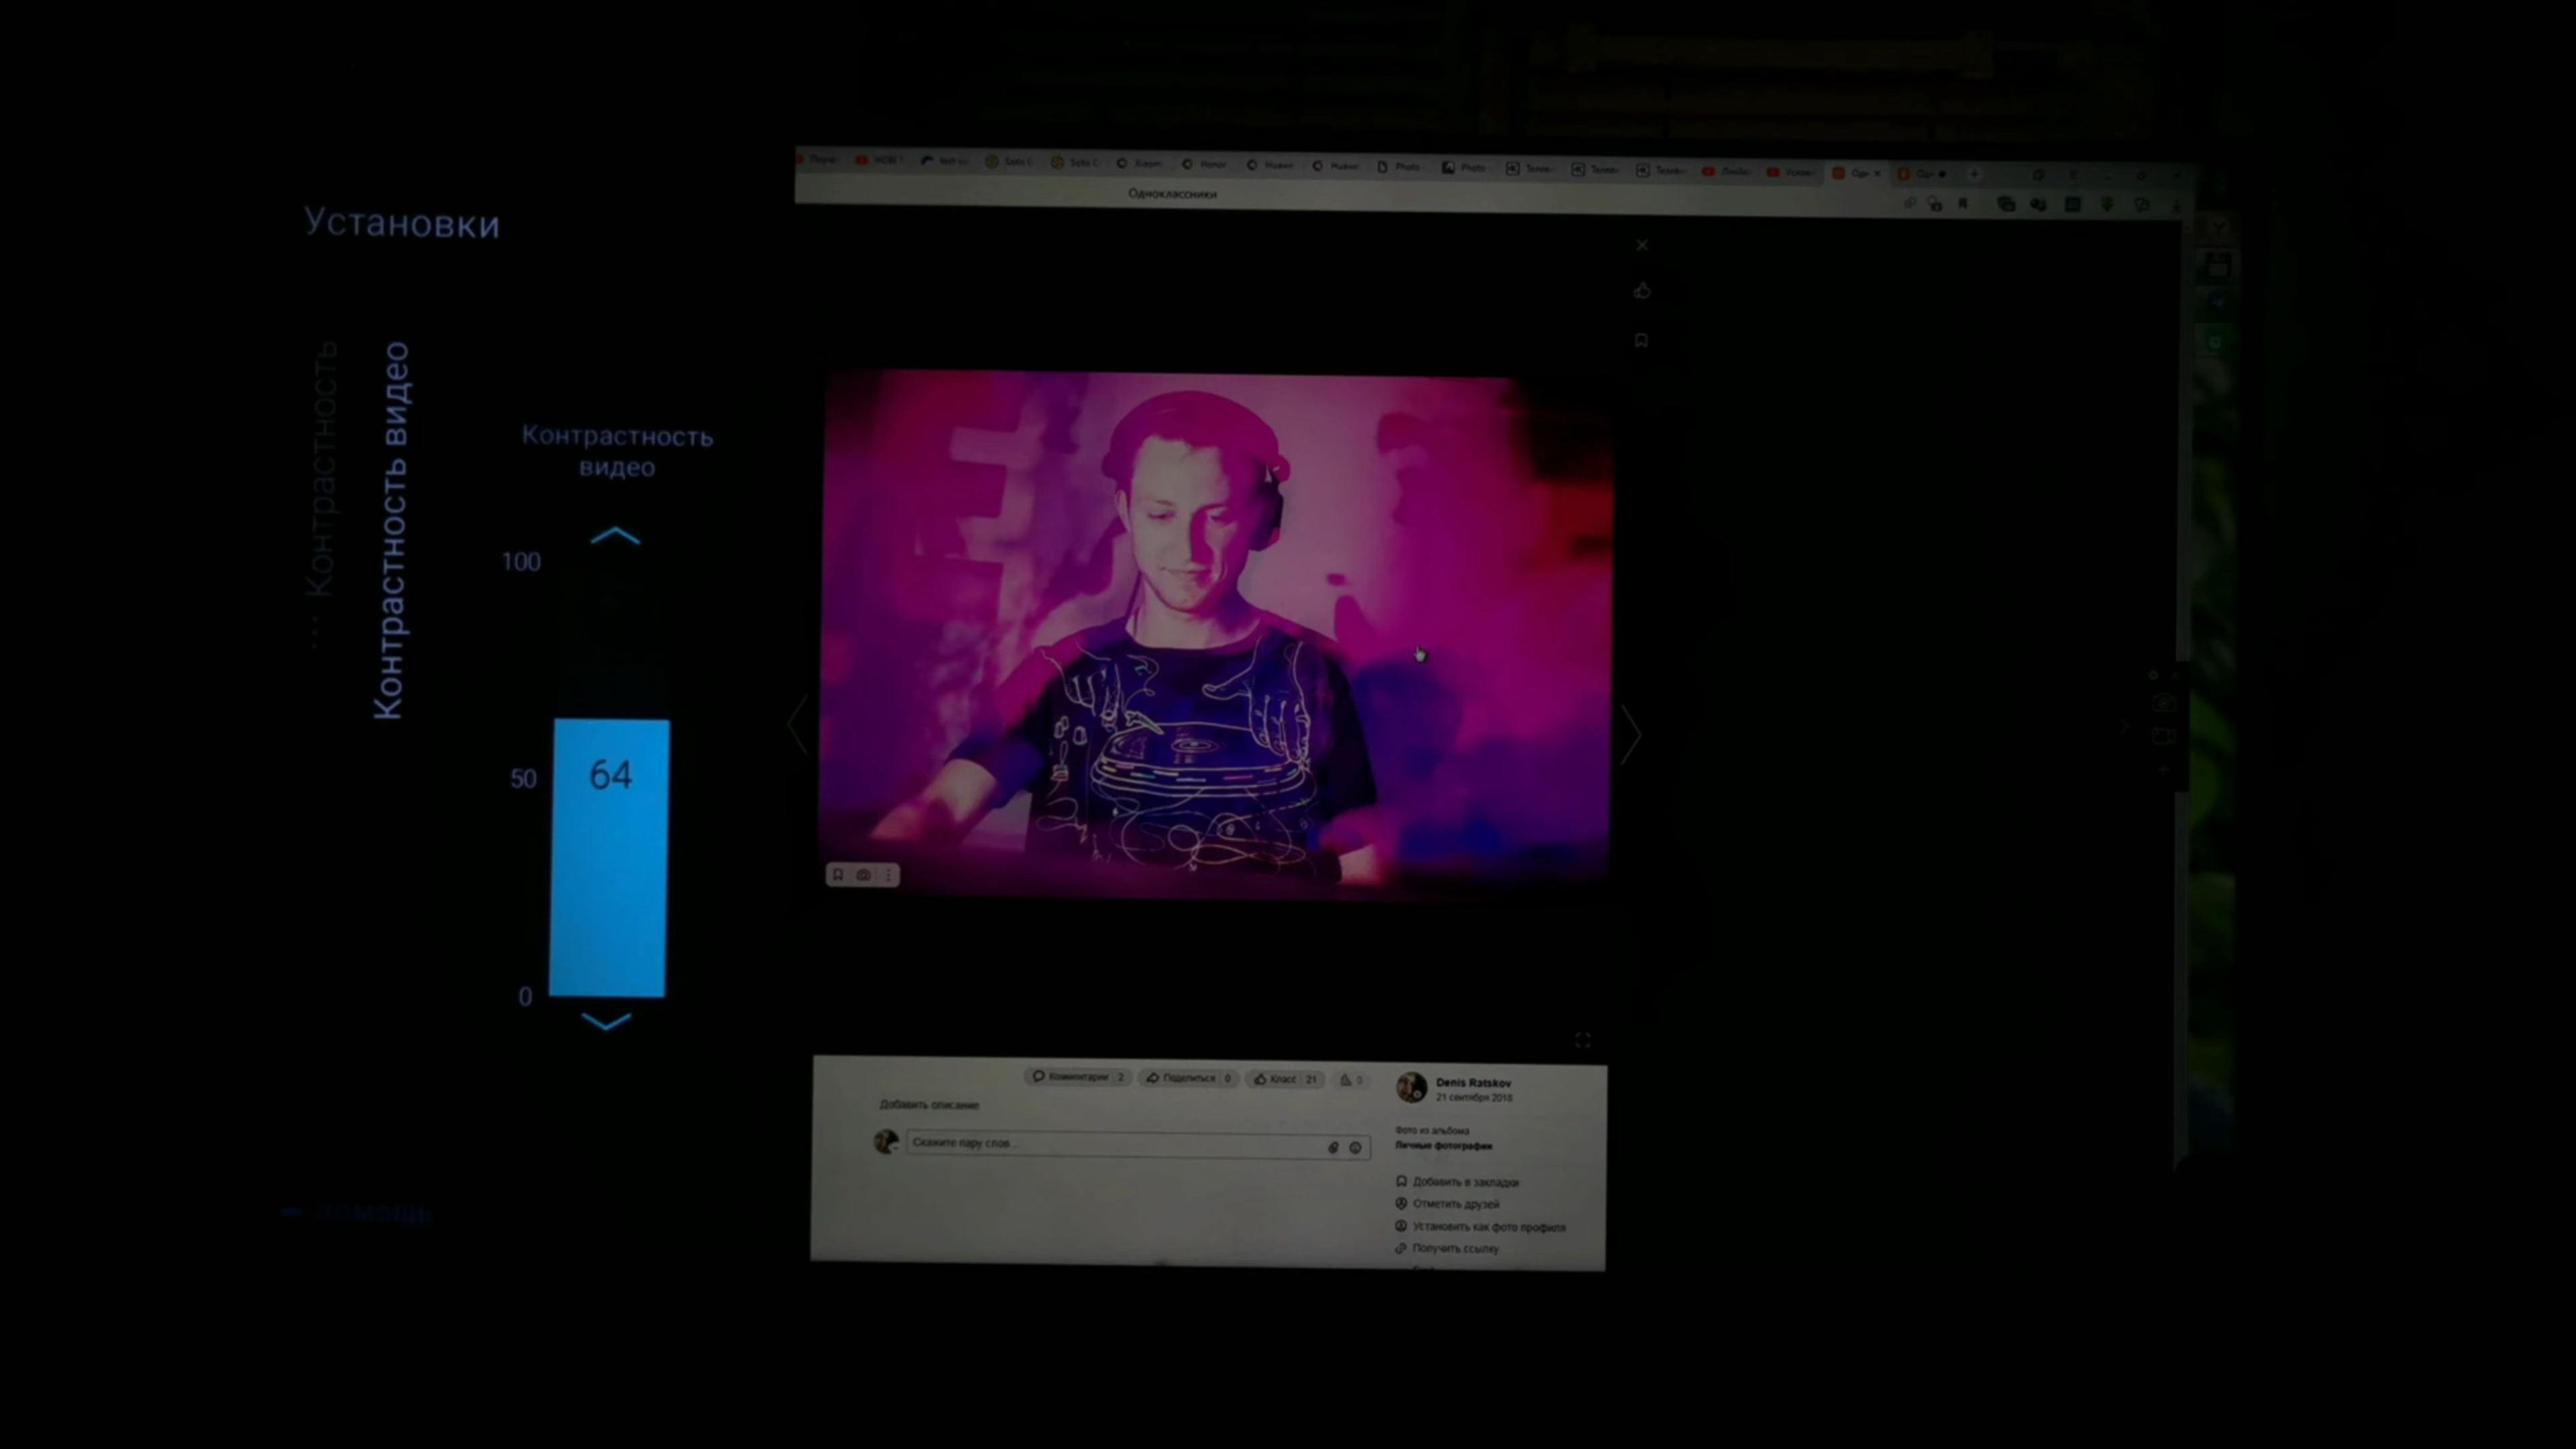 Установки
Контрастность
Контрастность видео
Контрастность
видео
100
50
0
64
помощь
Одноклассники
Комментарии 2
Поделиться 0
Класс 21
0
Denis Ratskov
21 сентября 2018
Добавить описание
Скажите пару слов...
Фото из альбома
Личные фотографии
Добавить в закладки
Отметить друзей
Установить как фото профиля
Получить ссылку